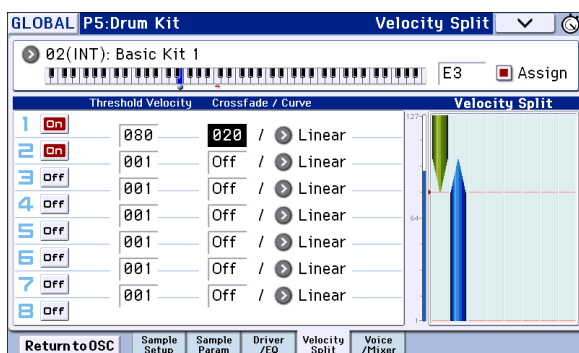 GLOBAL P5:Drum Kit Velocity Split
02(INT): Basic Kit 1
E3 Assign
Threshold Velocity Crossfade / Curve Velocity Split
1 On
080 020 / Linear
2 On
001 Off / Linear
3 Off
001 Off / Linear
4 Off
001 Off / Linear
5 Off
001 Off / Linear
6 Off
001 Off / Linear
7 Off
001 Off / Linear
8 Off
127
64
1
Return to OSC Sample Setup Sample Param Driver /EQ Velocity Split Voice /Mixer